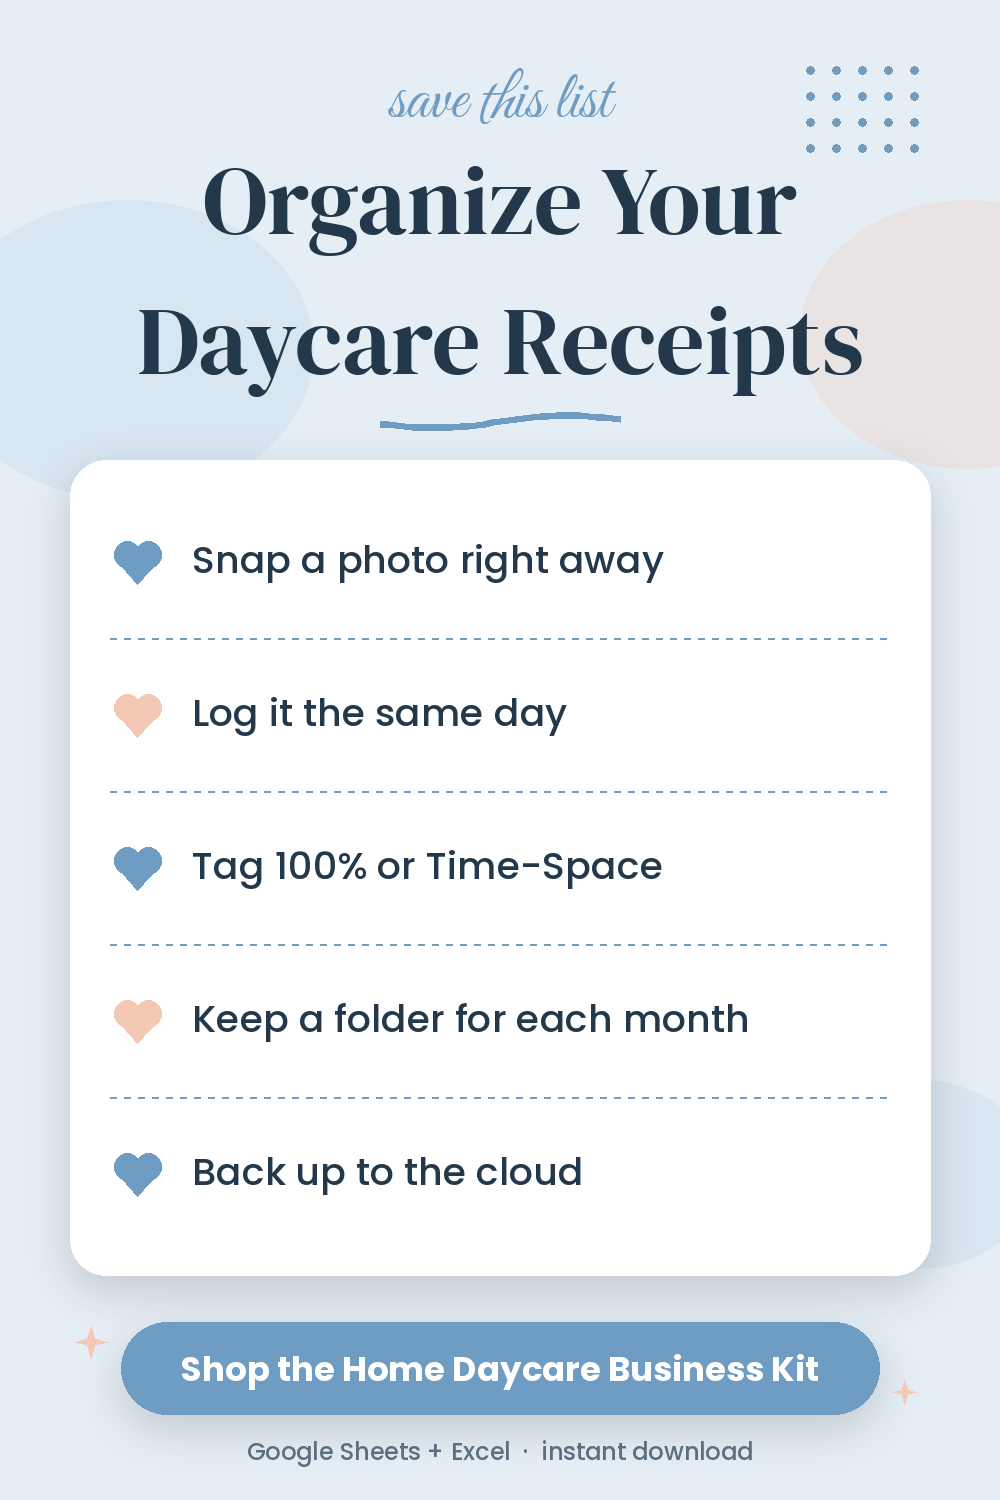 save this list
Organize Your
Daycare Receipts
Snap a photo right away
Log it the same day
Tag 100% or Time-Space
Keep a folder for each month
Back up to the cloud
Shop the Home Daycare Business Kit
Google Sheets + Excel · instant download